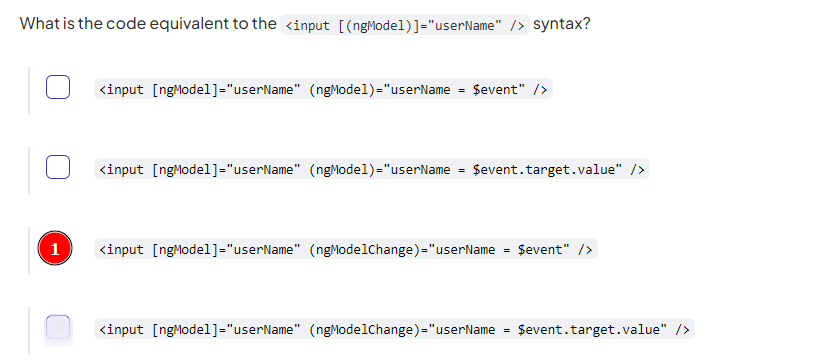 What is the code equivalent to the <input [(ngModel)]="userName" /> syntax?
<input [ngModel]="userName" (ngModel)="userName = $event" />
<input [ngModel]="userName" (ngModel)="userName = $event.target.value" />
1 <input [ngModel]="userName" (ngModelChange)="userName = $event" />
<input [ngModel]="userName" (ngModelChange)="userName = $event.target.value" />